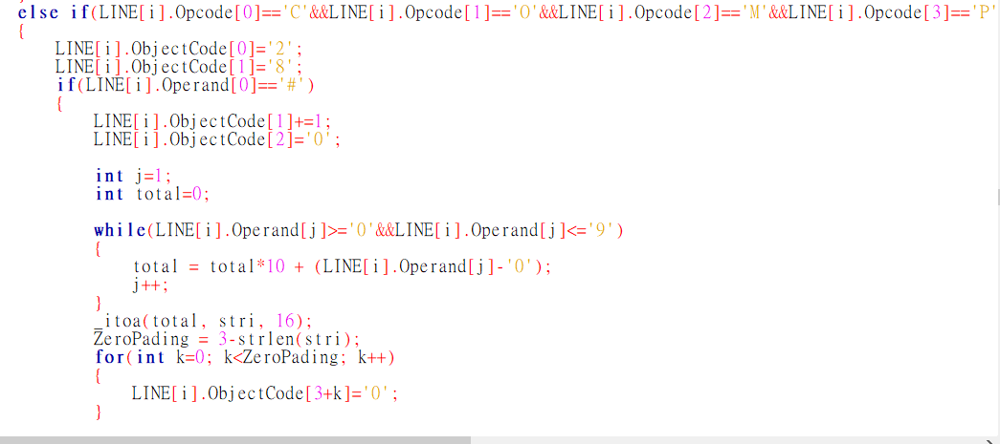 else if(LINE[i].Opcode[0]=='C'&&LINE[i].Opcode[1]=='O'&&LINE[i].Opcode[2]=='M'&&LINE[i].Opcode[3]=='P'
{
LINE[i].ObjectCode[0]='2';
LINE[i].ObjectCode[1]='8';
if(LINE[i].Operand[0]=='#')
{
LINE[i].ObjectCode[1]+=1;
LINE[i].ObjectCode[2]='0';
int j=1;
int total=0;
while(LINE[i].Operand[j]>='0'&&LINE[i].Operand[j]<='9')
{
total = total*10 + (LINE[i].Operand[j]-'0');
j++;
}
_itoa(total, stri, 16);
ZeroPading = 3-strlen(stri);
for(int k=0; k<ZeroPading; k++)
{
LINE[i].ObjectCode[3+k]='0';
}